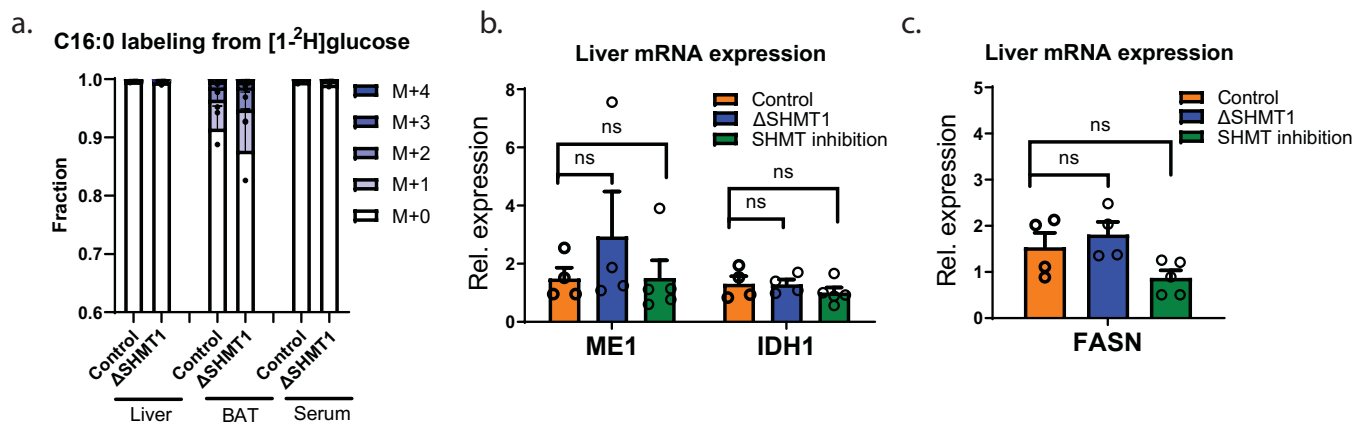 a.
C16:0 labeling from [1-²H]glucose
Fraction
1.0
0.9
0.8
0.7
0.6
M+4
M+3
M+2
M+1
M+0
Control
ΔSHMT1
Control
ΔSHMT1
Control
ΔSHMT1
Liver
BAT
Serum
b.
Liver mRNA expression
Rel. expression
8
6
4
2
0
Control
ΔSHMT1
SHMT inhibition
ns
ns
ns
ns
ME1
IDH1
c.
Liver mRNA expression
Rel. expression
5
4
3
2
1
0
Control
ΔSHMT1
SHMT inhibition
ns
ns
FASN